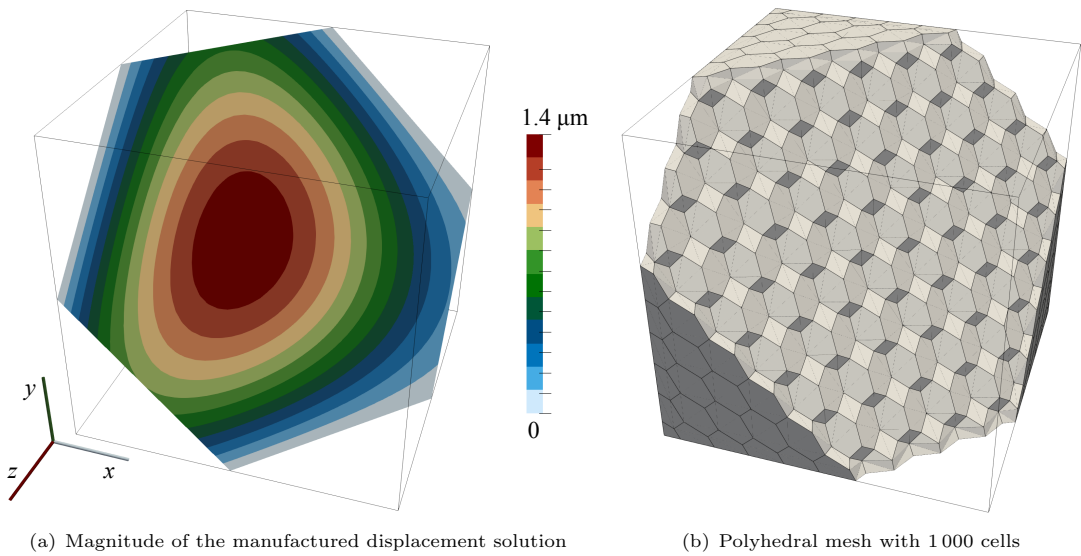 1.4 μm
0
y
z
x
(a) Magnitude of the manufactured displacement solution
(b) Polyhedral mesh with 1 000 cells